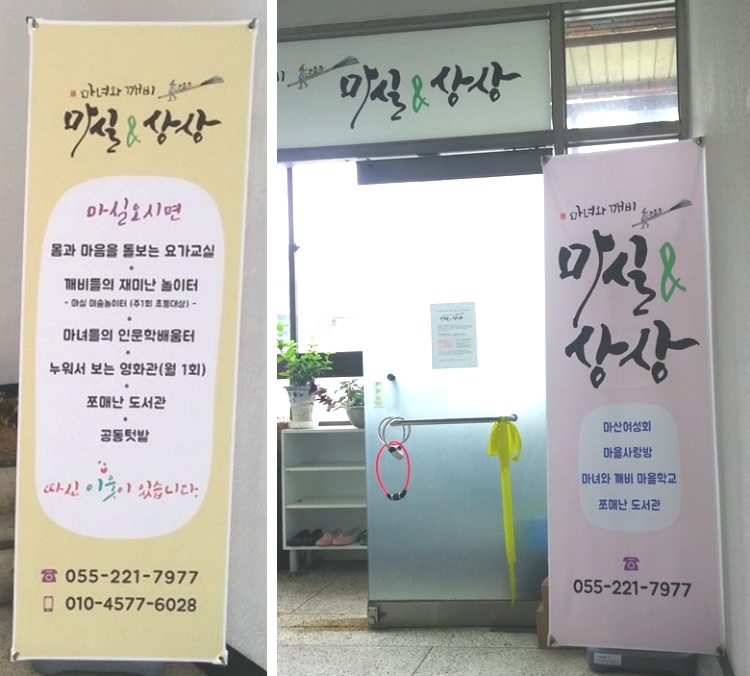 마녀와 깨비
마실&상상
마실오시면
몸과 마음을 돌보는 요가교실
깨비들의 재미난 놀이터
- 마실 미술놀이터 (주1회 초등대상) -
마녀들의 인문학배움터
누워서 보는 영화관(월 1회)
쪼매난 도서관
공동텃밭
따신 이웃이 있습니다.
055-221-7977
010-4577-6028
비
마실&상상
마실&상상
마녀와 깨비
마실&
상상
마산여성회
마을사랑방
마녀와 깨비 마을학교
쪼매난 도서관
055-221-7977